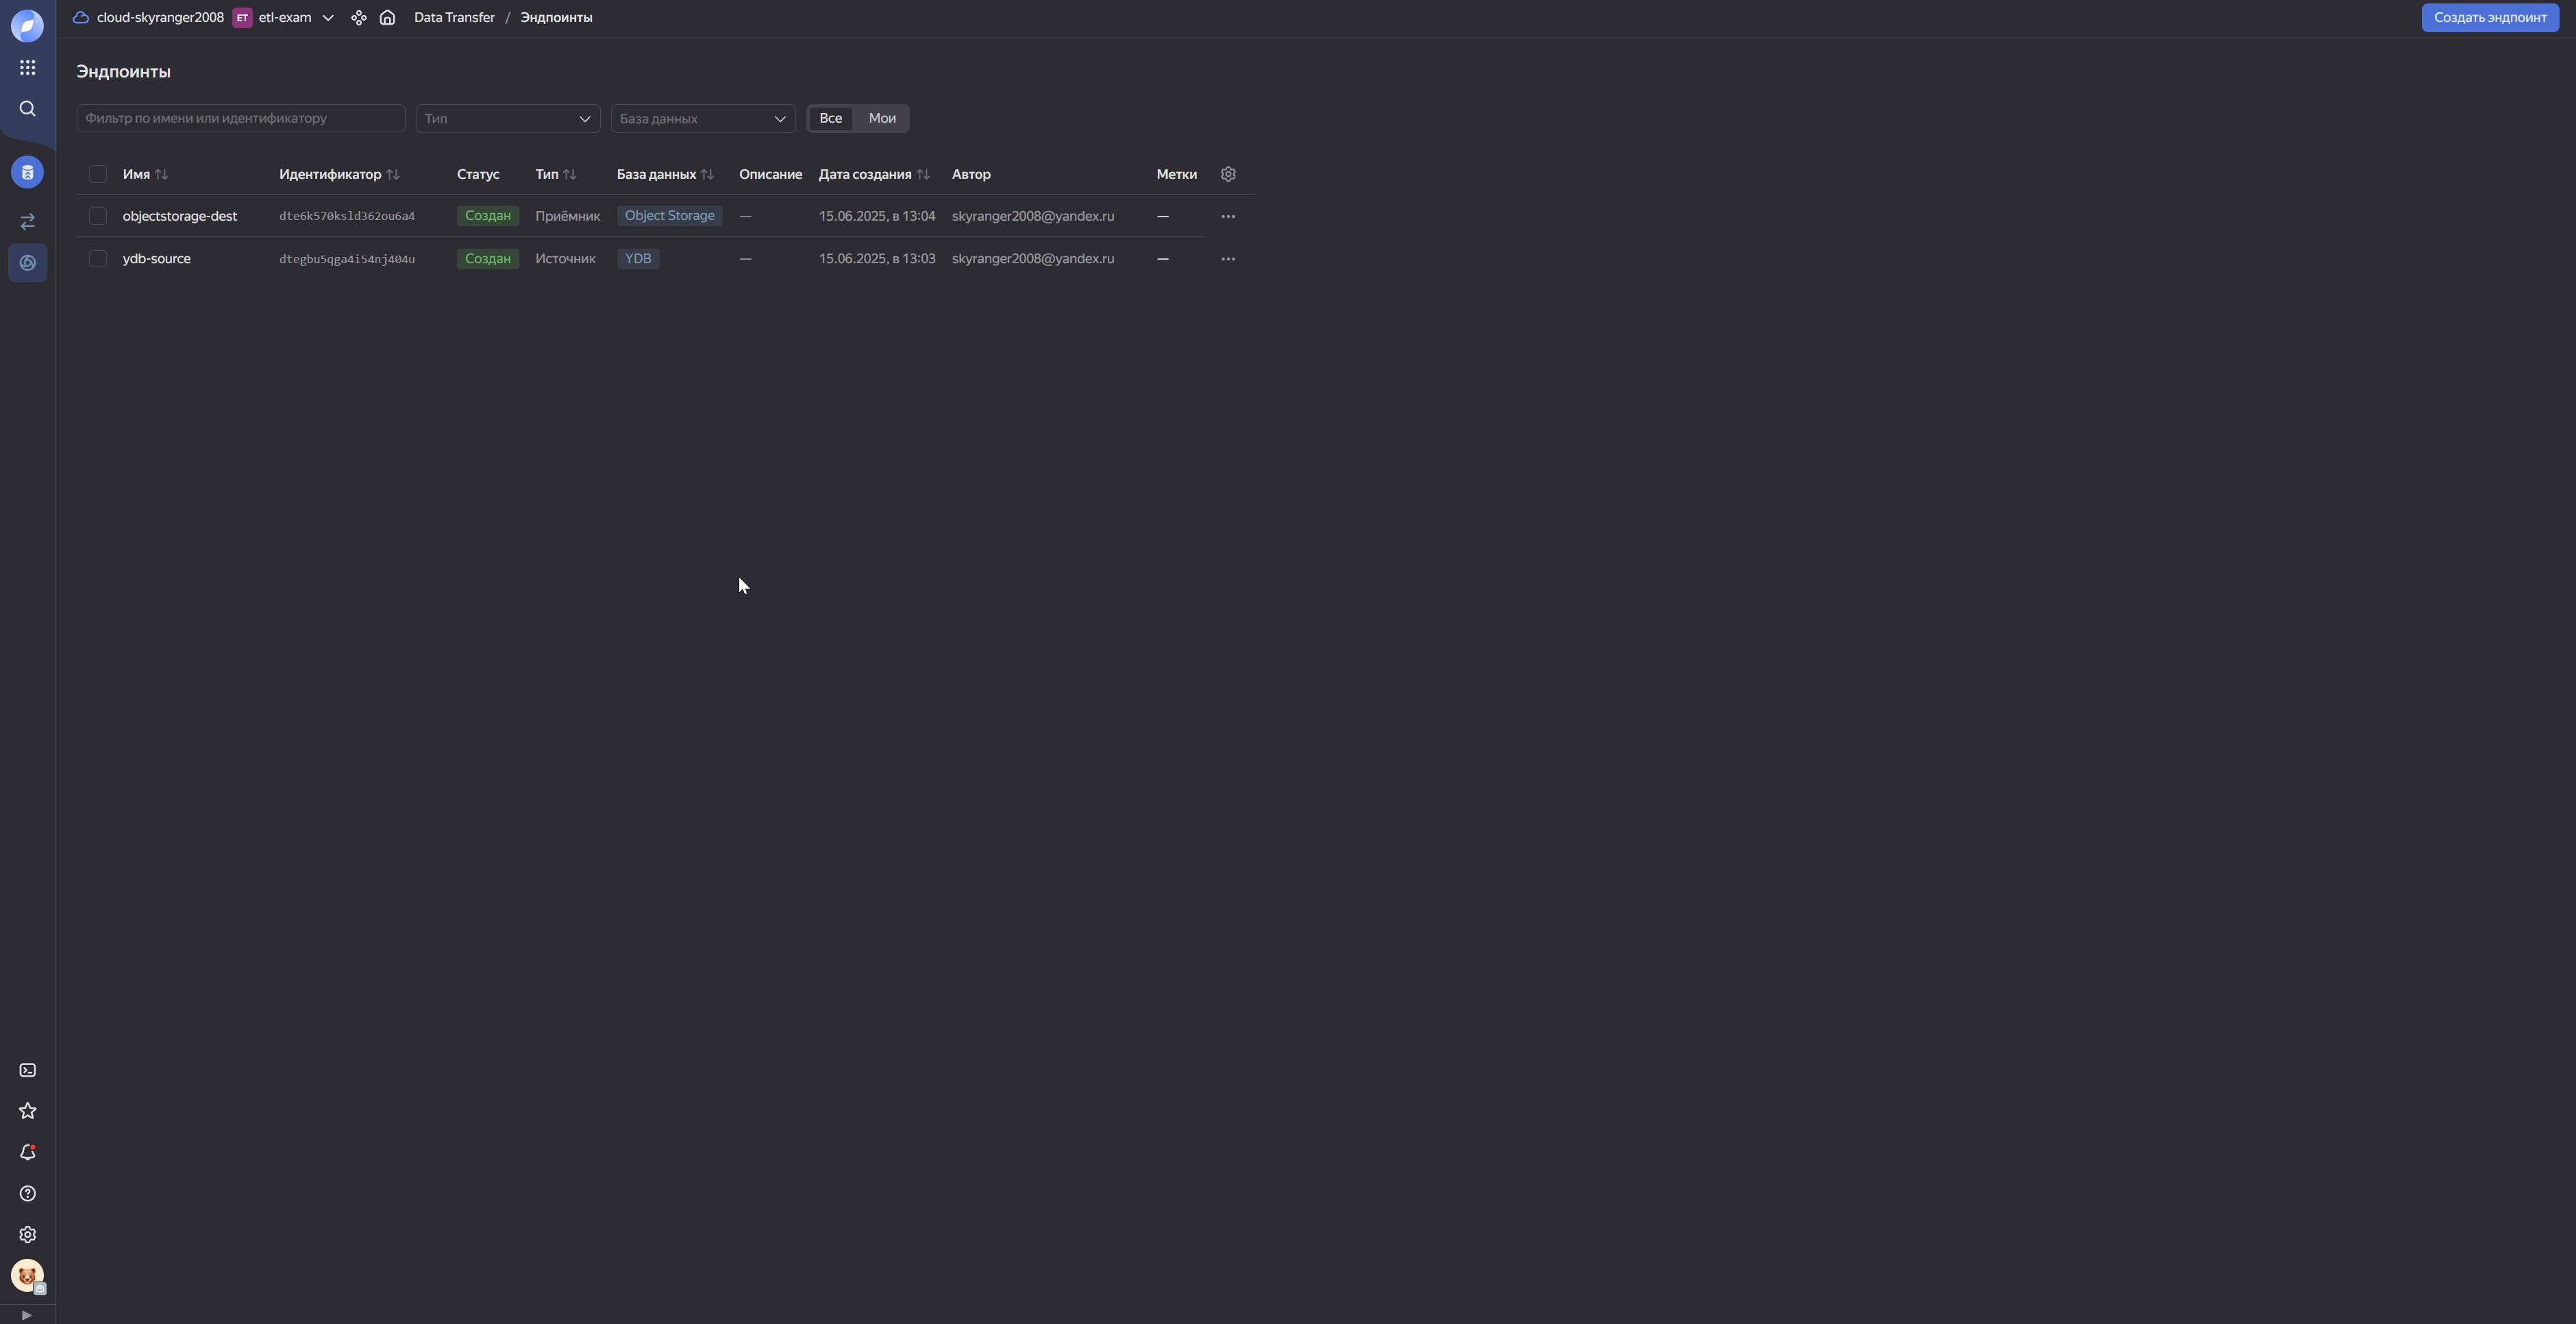 cloud-skyranger2008 ET etl-exam Data Transfer / Эндпоинты Создать эндпоинт
Эндпоинты
Фильтр по имени или идентификатору Тип База данных Все Мои
Имя Идентификатор Статус Тип База данных Описание Дата создания Автор Метки
objectstorage-dest dte6k570ksld362ou6a4 Создан Приёмник Object Storage — 15.06.2025, в 13:04 skyranger2008@yandex.ru —
ydb-source dtegbu5qga4i54nj404u Создан Источник YDB — 15.06.2025, в 13:03 skyranger2008@yandex.ru —